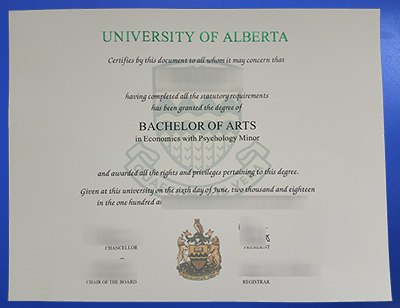 UNIVERSITY OF ALBERTA
Certifies by this document to all whom it may concern that
having completed all the statutory requirements
has been granted the degree of
BACHELOR OF ARTS
in Economics with Psychology Minor
and awarded all the rights and privileges pertaining to this degree.
Given at this university on the sixth day of June, two thousand and eighteen
in the one hundred
CHANCELLOR
PRESIDENT
CHAIR OF THE BOARD
REGISTRAR